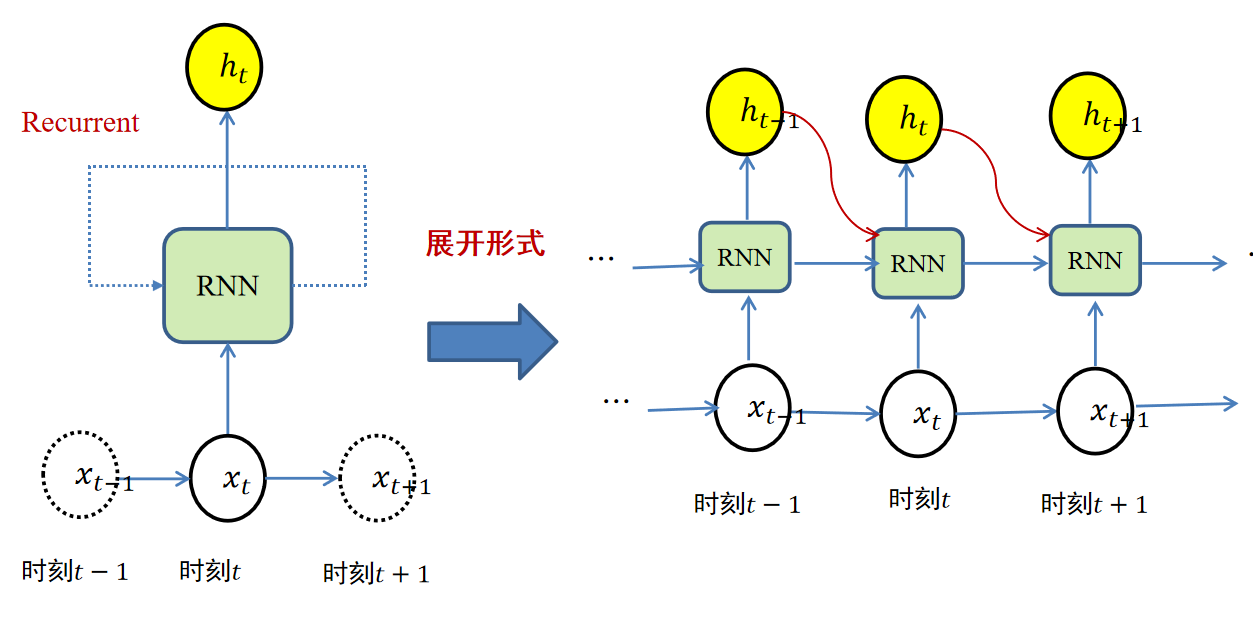 h_t
Recurrent
RNN
x_{t-1}
x_t
x_{t+1}
时刻t − 1
时刻t
时刻t + 1
展开形式
h_{t-1}
h_t
h_{t+1}
...
RNN
RNN
RNN
...
x_{t-1}
x_t
x_{t+1}
时刻t − 1
时刻t
时刻t + 1